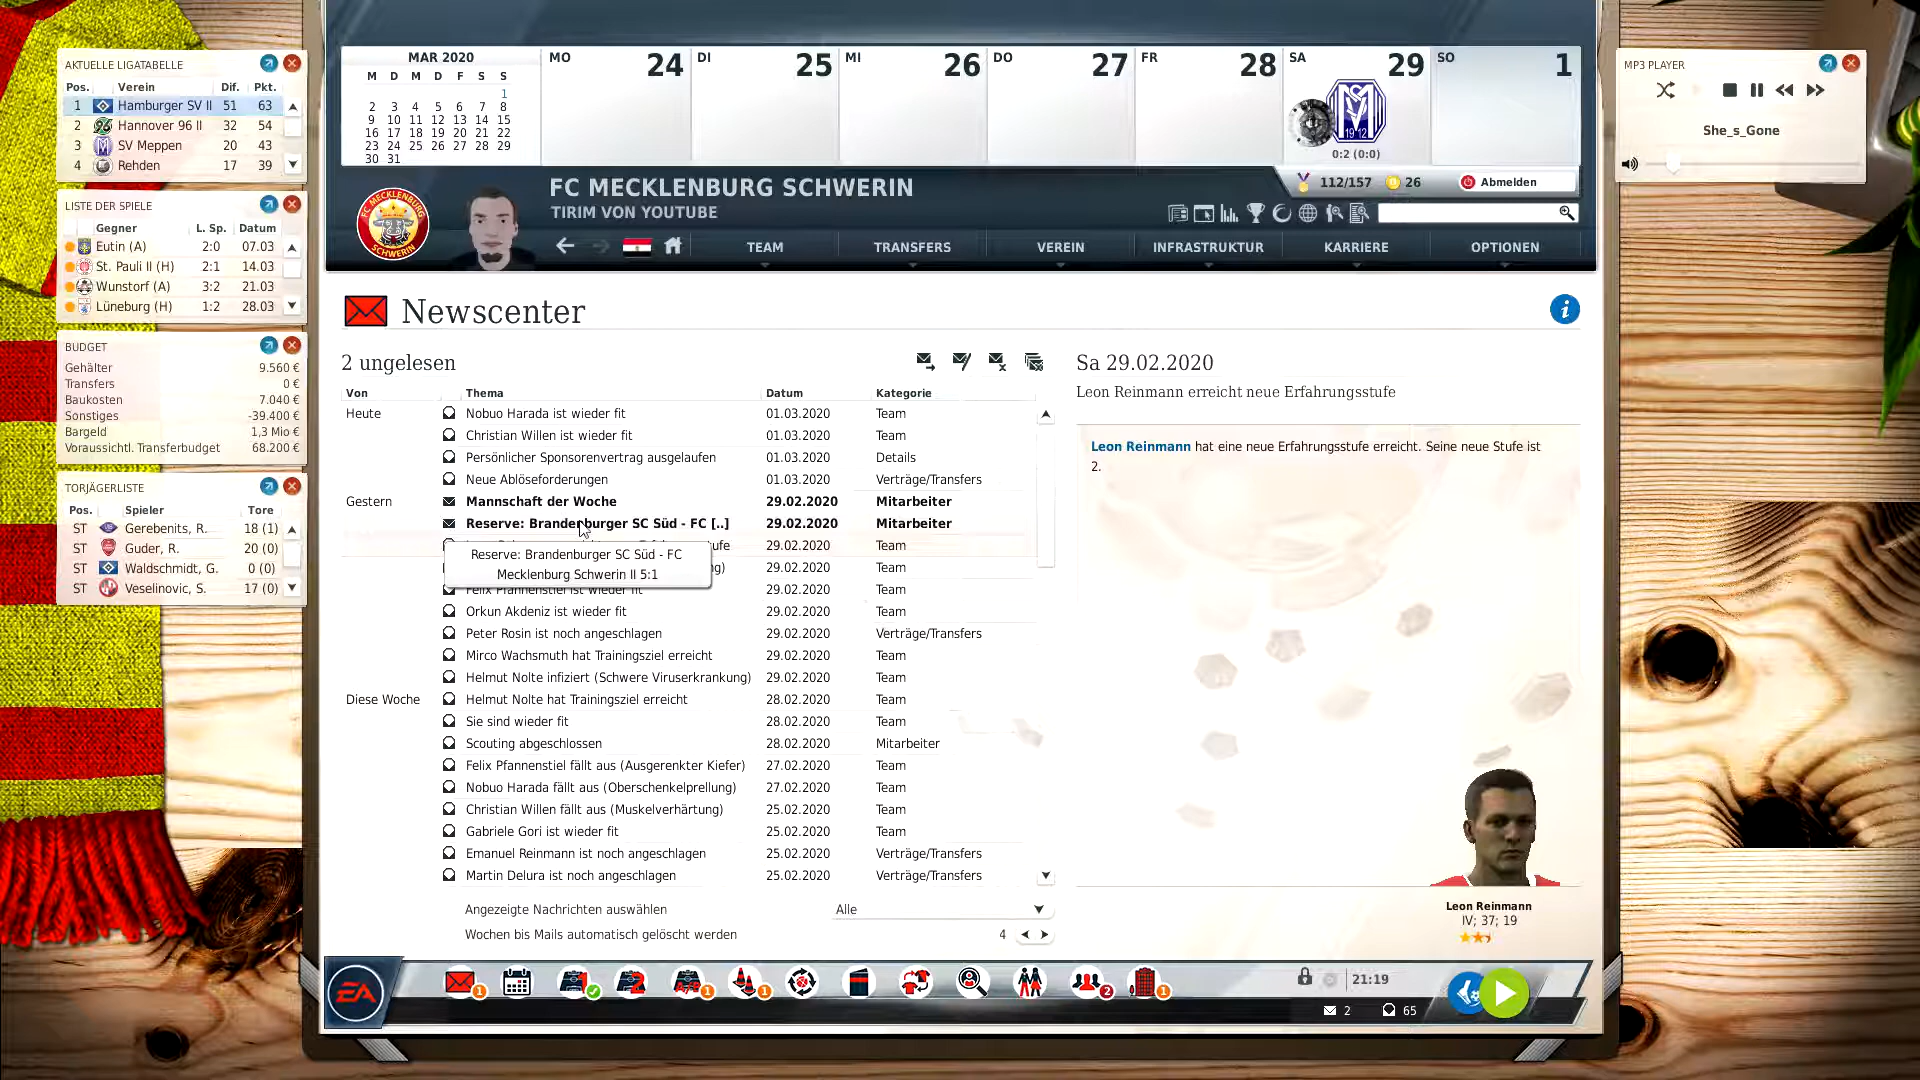 AKTUELLE LIGATABELLE
Pos. Verein Dif. Pkt.
1 Hamburger SV II 51 63
2 Hannover 96 II 32 54
3 SV Meppen 20 43
4 Rehden 17 39
LISTE DER SPIELE
Gegner L. Sp. Datum
Eutin (A) 2:0 07.03
St. Pauli II (H) 2:1 14.03
Wunstorf (A) 3:2 21.03
Lüneburg (H) 1:2 28.03
BUDGET
Gehälter 9.560 €
Transfers 0 €
Baukosten 7.040 €
Sonstiges -39.400 €
Bargeld 1,3 Mio €
Voraussichtl. Transferbudget 68.200 €
TORJÄGERLISTE
Pos. Spieler Tore
ST Gerebenits, R. 18 (1)
ST Guder, R. 20 (0)
ST Waldschmidt, G. 0 (0)
ST Veselinovic, S. 17 (0)
MAR 2020
M D M D F S S
1
2 3 4 5 6 7 8
9 10 11 12 13 14 15
16 17 18 19 20 21 22
23 24 25 26 27 28 29
30 31
MO 24 DI 25 MI 26 DO 27 FR 28 SA 29 SO 1
19 12
0:2 (0:0)
FC MECKLENBURG SCHWERIN
TIRIM VON YOUTUBE
FC MECKLENBURG
SCHWERIN
112/157 26 Abmelden
TEAM TRANSFERS VEREIN INFRASTRUKTUR KARRIERE OPTIONEN
Newscenter
2 ungelesen
Von Thema Datum Kategorie
Heute Nobuo Harada ist wieder fit 01.03.2020 Team
Christian Willen ist wieder fit 01.03.2020 Team
Persönlicher Sponsorenvertrag ausgelaufen 01.03.2020 Details
Neue Ablöseforderungen 01.03.2020 Verträge/Transfers
Gestern Mannschaft der Woche 29.02.2020 Mitarbeiter
Reserve: Brandenburger SC Süd - FC [..] 29.02.2020 Mitarbeiter
29.02.2020 Team
Reserve: Brandenburger SC Süd - FC
Mecklenburg Schwerin II 5:1
29.02.2020 Team
Felix Pfannenstiel ist wieder fit 29.02.2020 Team
Orkun Akdeniz ist wieder fit 29.02.2020 Team
Peter Rosin ist noch angeschlagen 29.02.2020 Verträge/Transfers
Mirco Wachsmuth hat Trainingsziel erreicht 29.02.2020 Team
Helmut Nolte infiziert (Schwere Viruserkrankung) 29.02.2020 Team
Diese Woche Helmut Nolte hat Trainingsziel erreicht 28.02.2020 Team
Sie sind wieder fit 28.02.2020 Team
Scouting abgeschlossen 28.02.2020 Mitarbeiter
Felix Pfannenstiel fällt aus (Ausgerenkter Kiefer) 27.02.2020 Team
Nobuo Harada fällt aus (Oberschenkelprellung) 27.02.2020 Team
Christian Willen fällt aus (Muskelverhärtung) 25.02.2020 Team
Gabriele Gori ist wieder fit 25.02.2020 Team
Emanuel Reinmann ist noch angeschlagen 25.02.2020 Verträge/Transfers
Martin Delura ist noch angeschlagen 25.02.2020 Verträge/Transfers
Angezeigte Nachrichten auswählen Alle
Wochen bis Mails automatisch gelöscht werden 4
Sa 29.02.2020
Leon Reinmann erreicht neue Erfahrungsstufe
Leon Reinmann hat eine neue Erfahrungsstufe erreicht. Seine neue Stufe ist
2.
Leon Reinmann
IV; 37; 19
MP3 PLAYER
She_s_Gone
EA
1 1 1 2 1
21:19
2 65